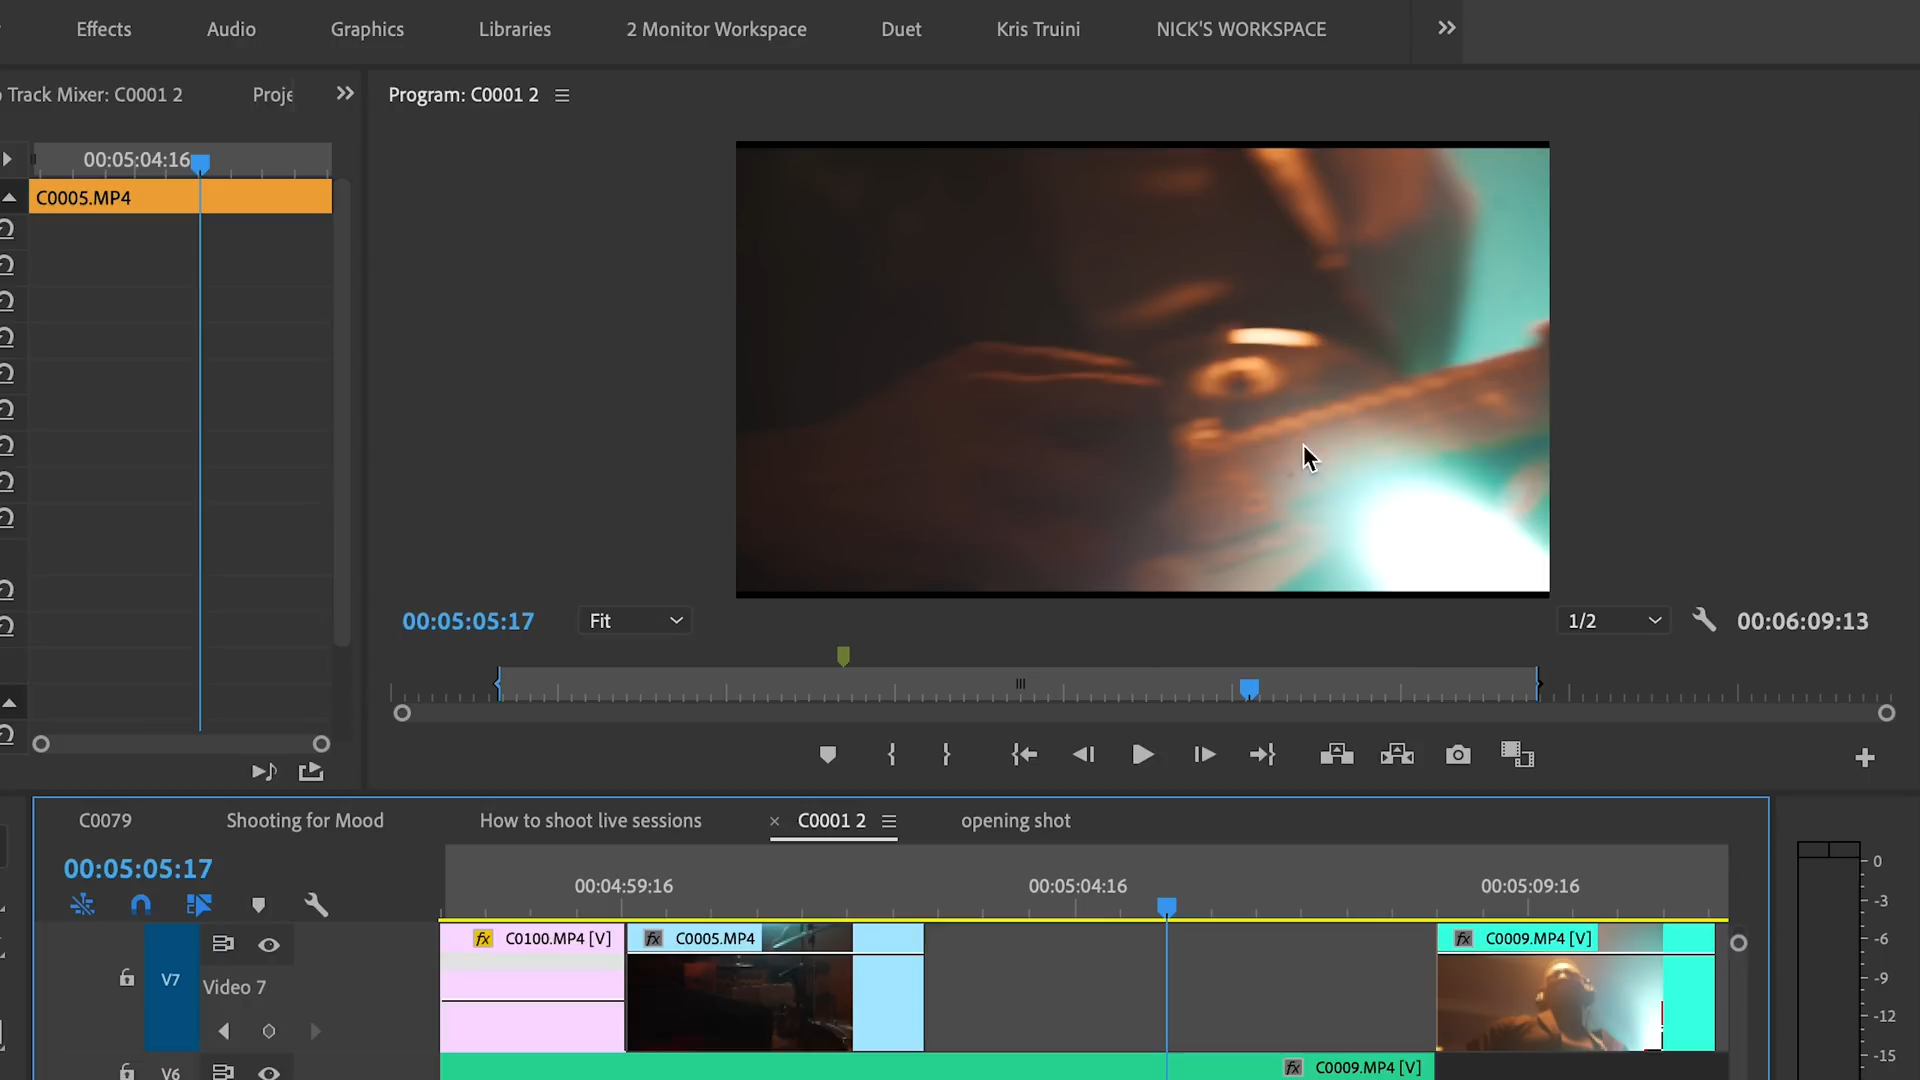 Effects Audio Graphics Libraries 2 Monitor Workspace Duet Kris Truini NICK'S WORKSPACE
Track Mixer: C0001 2 Proje
Program: C0001 2
00:05:04:16
C0005.MP4
00:05:05:17 Fit 1/2 00:06:09:13
C0079 Shooting for Mood How to shoot live sessions × C0001 2 opening shot
00:05:05:17
00:04:59:16 00:05:04:16 00:05:09:16
fx C0100.MP4 [V] fx C0005.MP4 fx C0009.MP4 [V]
V7 Video 7
V6 fx C0009.MP4 [V]
0
-3
-6
-9
-12
-15